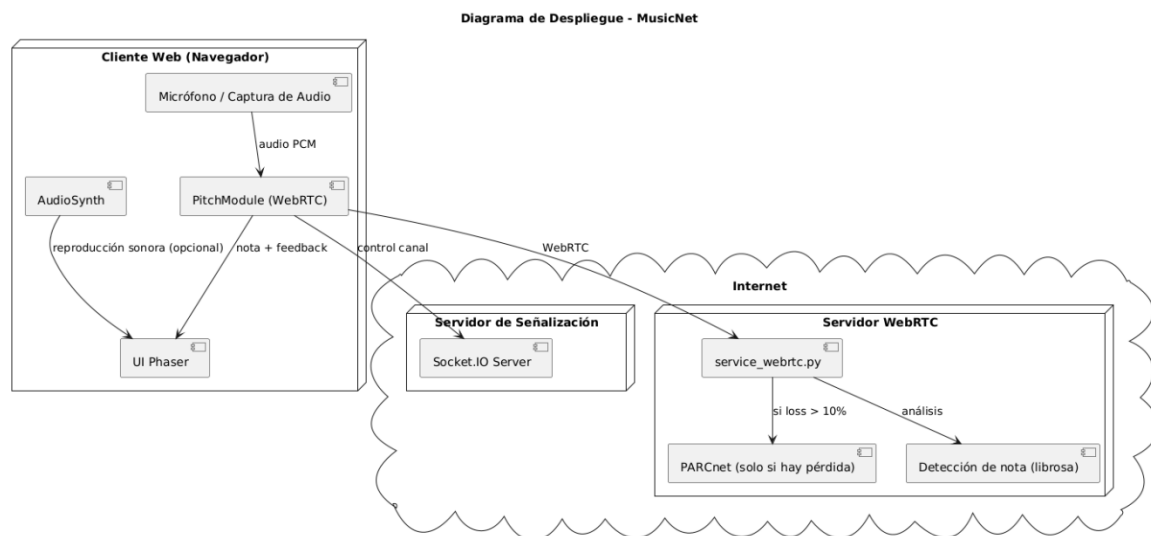 Diagrama de Despliegue - MusicNet
Cliente Web (Navegador)
Micrófono / Captura de Audio
audio PCM
AudioSynth
PitchModule (WebRTC)
reproducción sonora (opcional)
nota + feedback
control canal
WebRTC
UI Phaser
Internet
Servidor de Señalización
Socket.IO Server
Servidor WebRTC
service_webrtc.py
si loss > 10%
análisis
PARCnet (solo si hay pérdida)
Detección de nota (librosa)